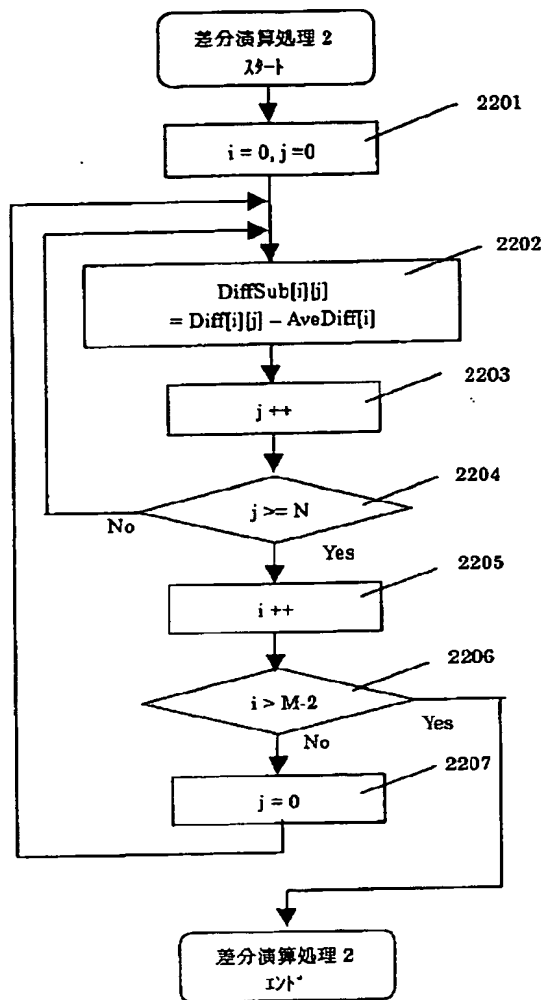 差分演算処理 2
ｽﾀｰﾄ
2201
i = 0, j =0
2202
DiffSub[i][j]
= Diff[i][j] – AveDiff[i]
2203
j ++
2204
j >= N
No
Yes
2205
i ++
2206
i > M-2
Yes
No
2207
j = 0
差分演算処理 2
ｴﾝﾄﾞ